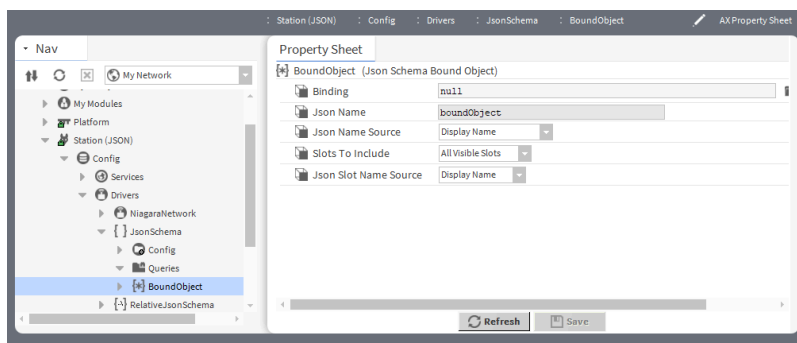 : Station (JSON) : Config : Drivers : JsonSchema : BoundObject AX Property Sheet
Nav
My Network
My Modules
Platform
Station (JSON)
Config
Services
Drivers
NiagaraNetwork
{ } JsonSchema
Config
Queries
{*} BoundObject
{·:} RelativeJsonSchema
Property Sheet
{*} BoundObject (Json Schema Bound Object)
Binding null
Json Name boundObject
Json Name Source Display Name
Slots To Include All Visible Slots
Json Slot Name Source Display Name
Refresh Save